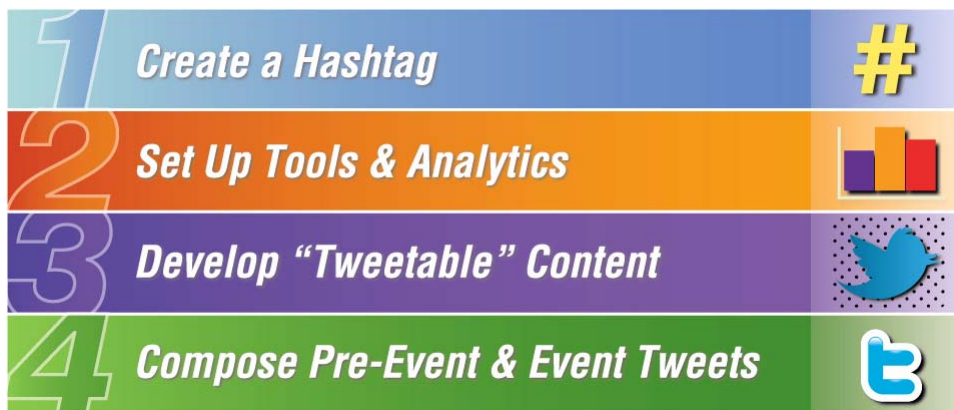 1 Create a Hashtag #
2 Set Up Tools & Analytics
3 Develop “Tweetable” Content
4 Compose Pre-Event & Event Tweets t